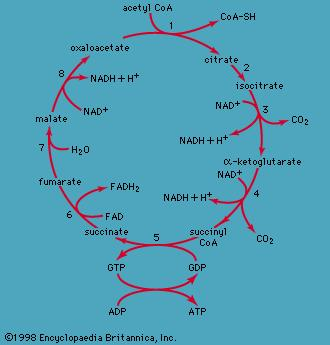 acetyl CoA
1
CoA-SH
oxaloacetate
citrate
2
isocitrate
8
NADH + H⁺
NAD⁺
3
CO₂
NAD⁺
malate
NADH + H⁺
7
H₂O
α-ketoglutarate
NAD⁺
fumarate
FADH₂
NADH + H⁺
4
6
FAD
succinate
5
succinyl
CoA
CO₂
GTP
GDP
ADP
ATP
©1998 Encyclopaedia Britannica, Inc.